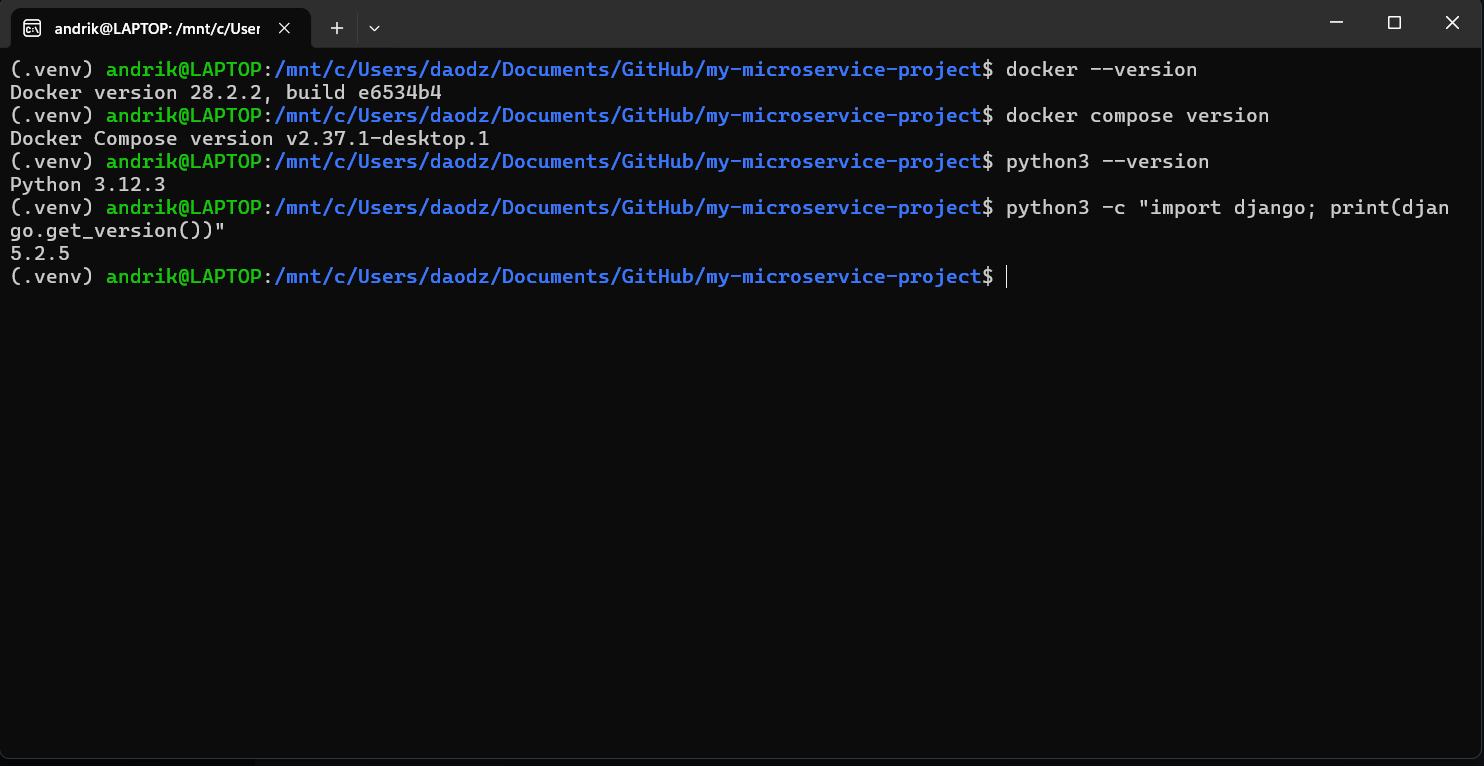 andrik@LAPTOP: /mnt/c/User
(.venv) andrik@LAPTOP:/mnt/c/Users/daodz/Documents/GitHub/my-microservice-project$ docker --version
Docker version 28.2.2, build e6534b4
(.venv) andrik@LAPTOP:/mnt/c/Users/daodz/Documents/GitHub/my-microservice-project$ docker compose version
Docker Compose version v2.37.1-desktop.1
(.venv) andrik@LAPTOP:/mnt/c/Users/daodz/Documents/GitHub/my-microservice-project$ python3 --version
Python 3.12.3
(.venv) andrik@LAPTOP:/mnt/c/Users/daodz/Documents/GitHub/my-microservice-project$ python3 -c "import django; print(djan
go.get_version())"
5.2.5
(.venv) andrik@LAPTOP:/mnt/c/Users/daodz/Documents/GitHub/my-microservice-project$